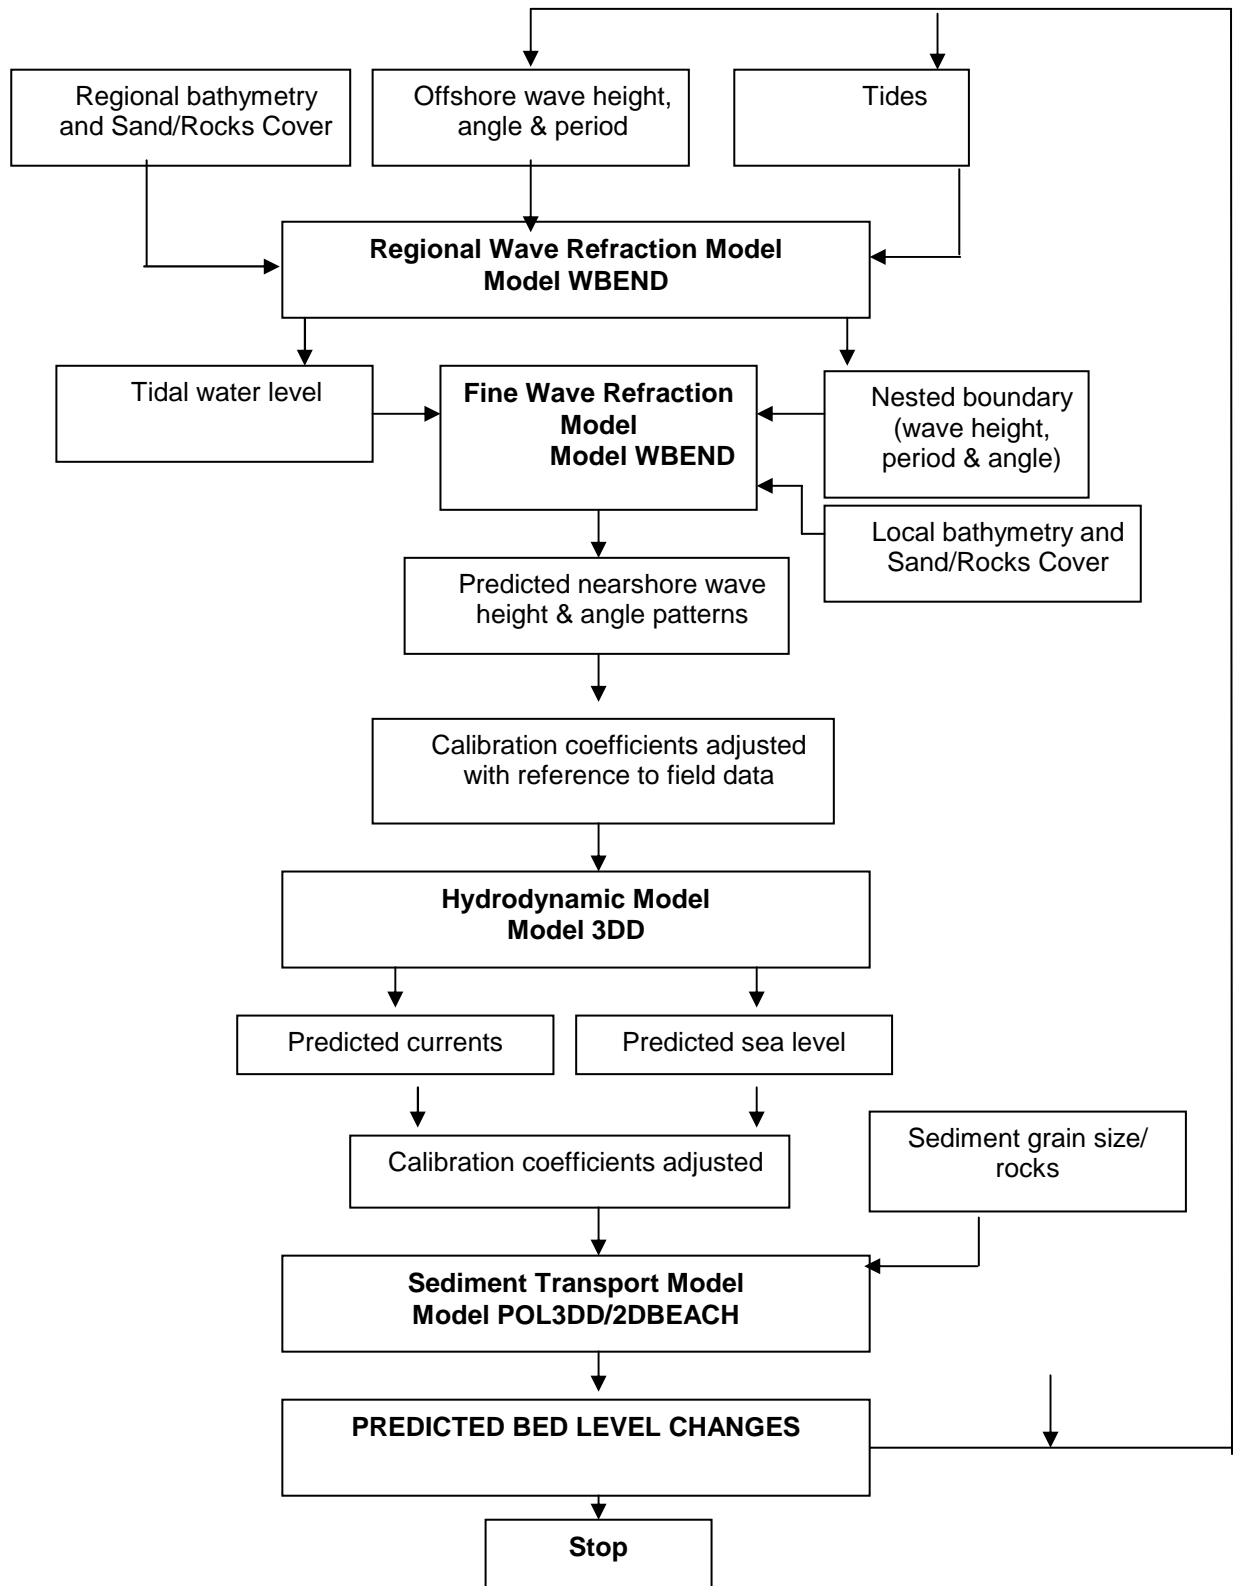 Regional bathymetry
and Sand/Rocks Cover
Offshore wave height,
angle & period
Tides
Regional Wave Refraction Model
Model WBEND
Tidal water level
Fine Wave Refraction
Model
Model WBEND
Nested boundary
(wave height,
period & angle)
Local bathymetry and
Sand/Rocks Cover
Predicted nearshore wave
height & angle patterns
Calibration coefficients adjusted
with reference to field data
Hydrodynamic Model
Model 3DD
Predicted currents
Predicted sea level
Calibration coefficients adjusted
Sediment grain size/
rocks
Sediment Transport Model
Model POL3DD/2DBEACH
PREDICTED BED LEVEL CHANGES
Stop